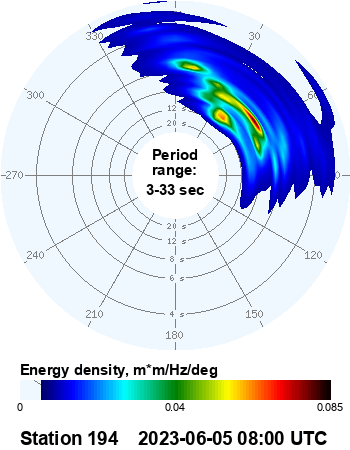 330
30
300
60
12 s
20 s
Period
range:
3-33 sec
270
20 s
12 s
8 s
6 s
4 s
240
120
210
150
180
Energy density, m*m/Hz/deg
0
0.04
0.085
Station 194 2023-06-05 08:00 UTC